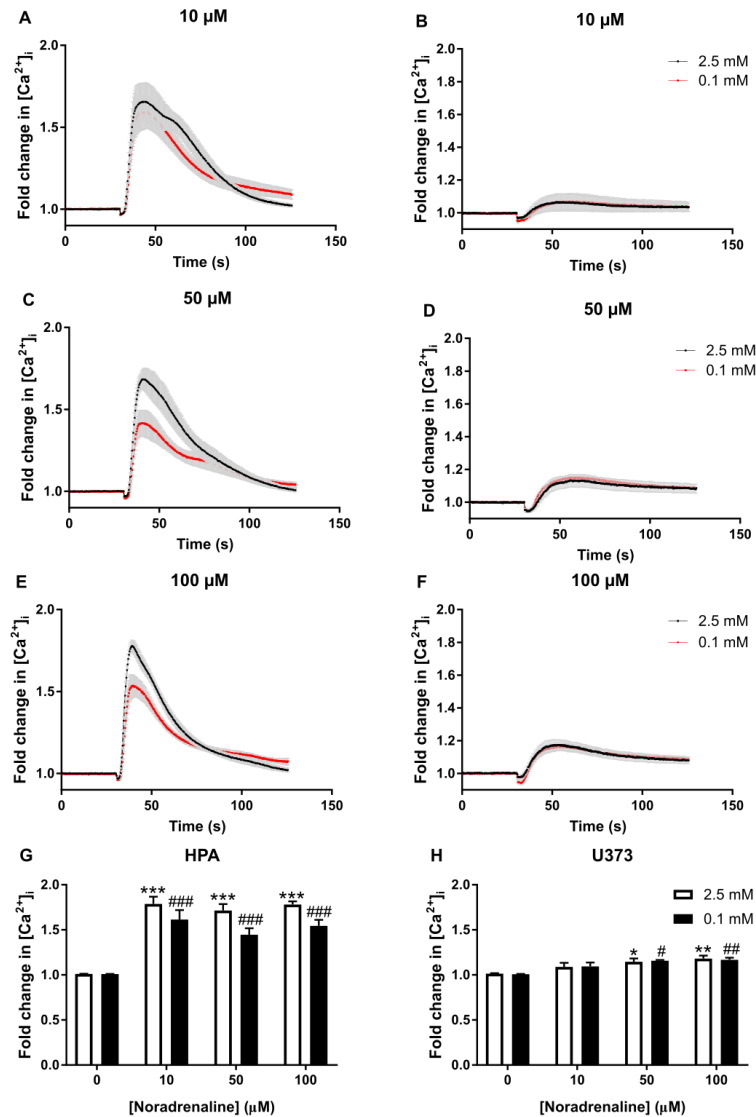 A
10 µM
Fold change in [Ca2+]i
2.0
1.5
1.0
0
50
100
150
Time (s)
B
10 µM
Fold change in [Ca2+]i
2.0
1.8
1.6
1.4
1.2
1.0
0
50
100
150
Time (s)
2.5 mM
0.1 mM
C
50 µM
Fold change in [Ca2+]i
2.0
1.5
1.0
0
50
100
150
Time (s)
D
50 µM
Fold change in [Ca2+]i
2.0
1.8
1.6
1.4
1.2
1.0
0
50
100
150
Time (s)
2.5 mM
0.1 mM
E
100 µM
Fold change in [Ca2+]i
2.0
1.5
1.0
0
50
100
150
Time (s)
F
100 µM
Fold change in [Ca2+]i
2.0
1.8
1.6
1.4
1.2
1.0
0
50
100
150
Time (s)
2.5 mM
0.1 mM
G
HPA
Fold change in [Ca2+]i
2.0
1.5
1.0
0.5
0.0
*** ### *** ### *** ###
0
10
50
100
[Noradrenaline] (µM)
H
U373
Fold change in [Ca2+]i
2.0
1.5
1.0
0.5
0.0
* # ** ##
0
10
50
100
[Noradrenaline] (µM)
2.5 mM
0.1 mM